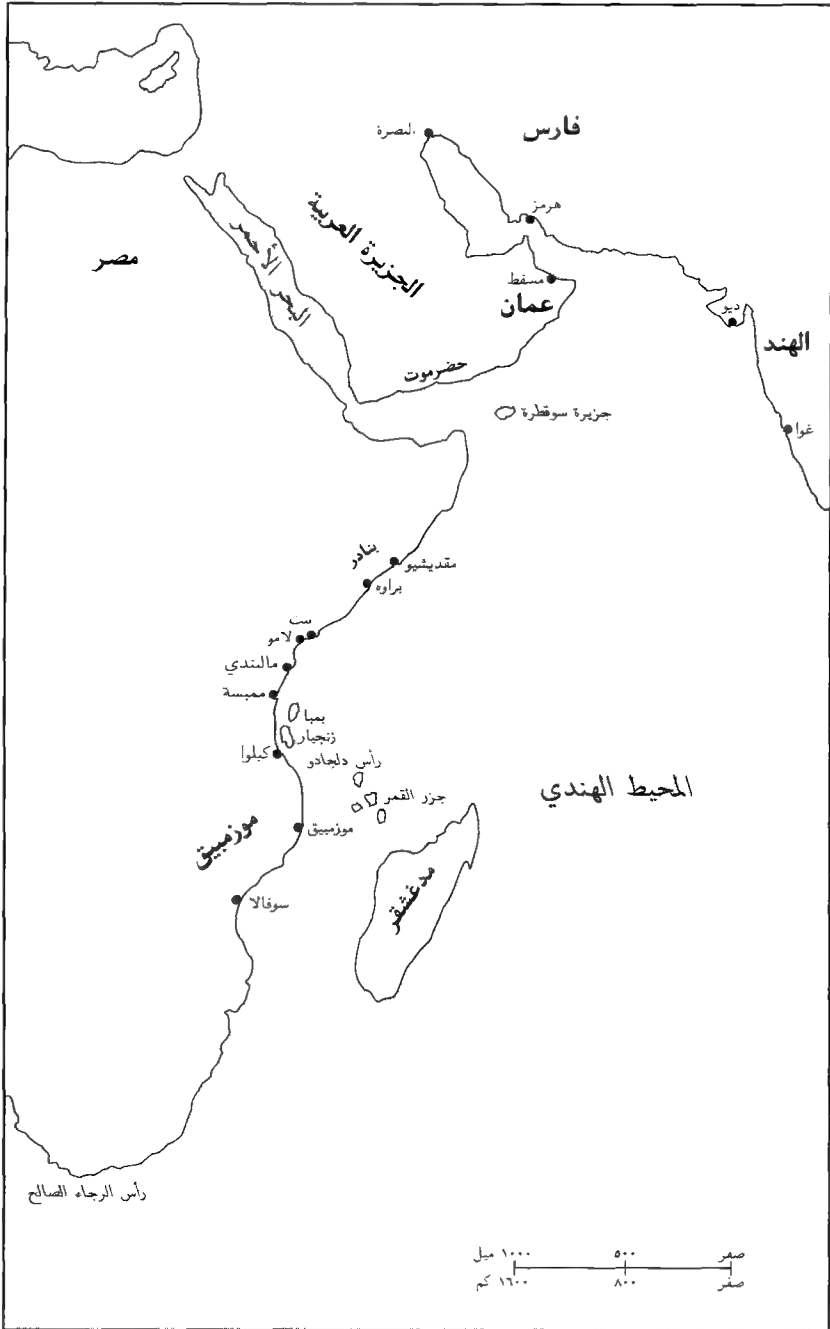 فارس
البصرة
هرمز
الجزيرة العربية
البحر الأحمر
مصر
مسقط
عمان
ديو
الهند
حضرموت
جزيرة سوقطرة
غوا
بنادر
مقديشيو
براوه
لامو
مالندي
ممبسة
بمبا
زنجبار
كيلوا
رأس دلجادو
جزر القمر
المحيط الهندي
موزمبيق
موزمبيق
مدغشقر
سوفالا
رأس الرجاء الصالح
صفر ٥٠٠ ١٠٠٠ ميل
صفر ٨٠٠ ١٦٠٠ كم